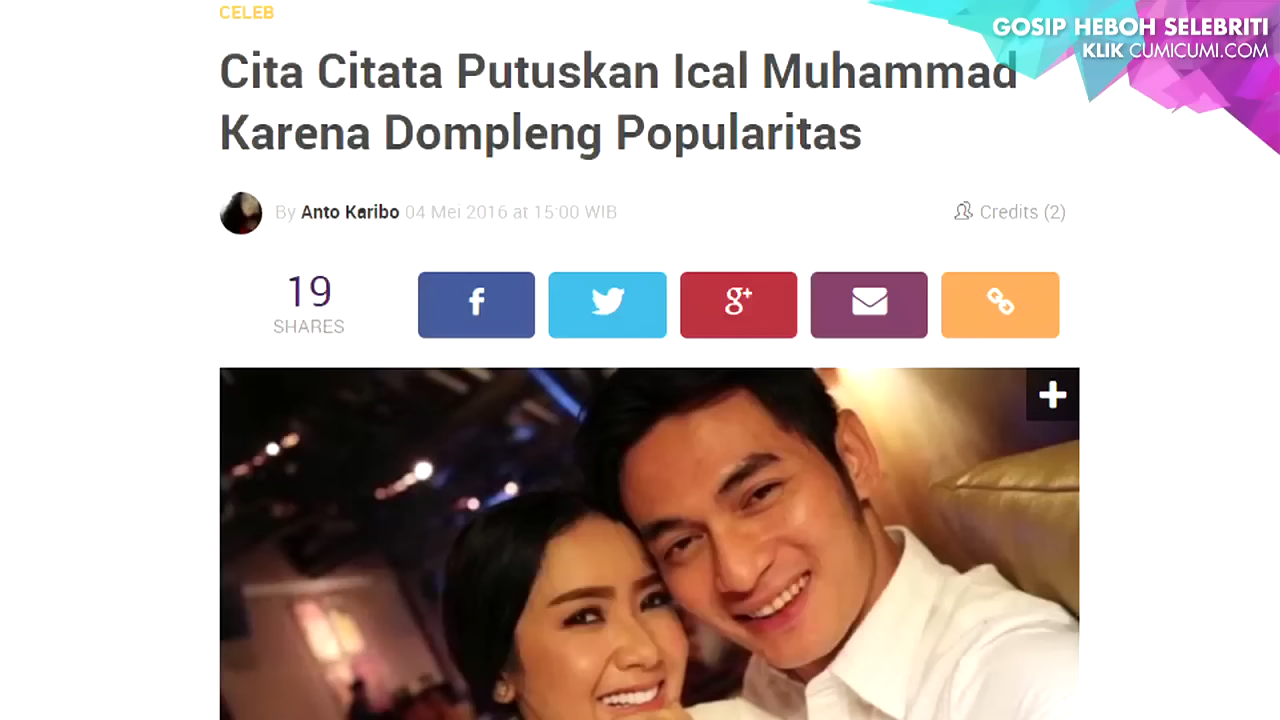 CELEB
GOSIP HEBOH SELEBRITI
KLIK CUMICUMI.COM
Cita Citata Putuskan Ical Muhammad
Karena Dompleng Popularitas
By Anto Karibo 04 Mei 2016 at 15:00 WIB
Credits (2)
19
SHARES
f
g+